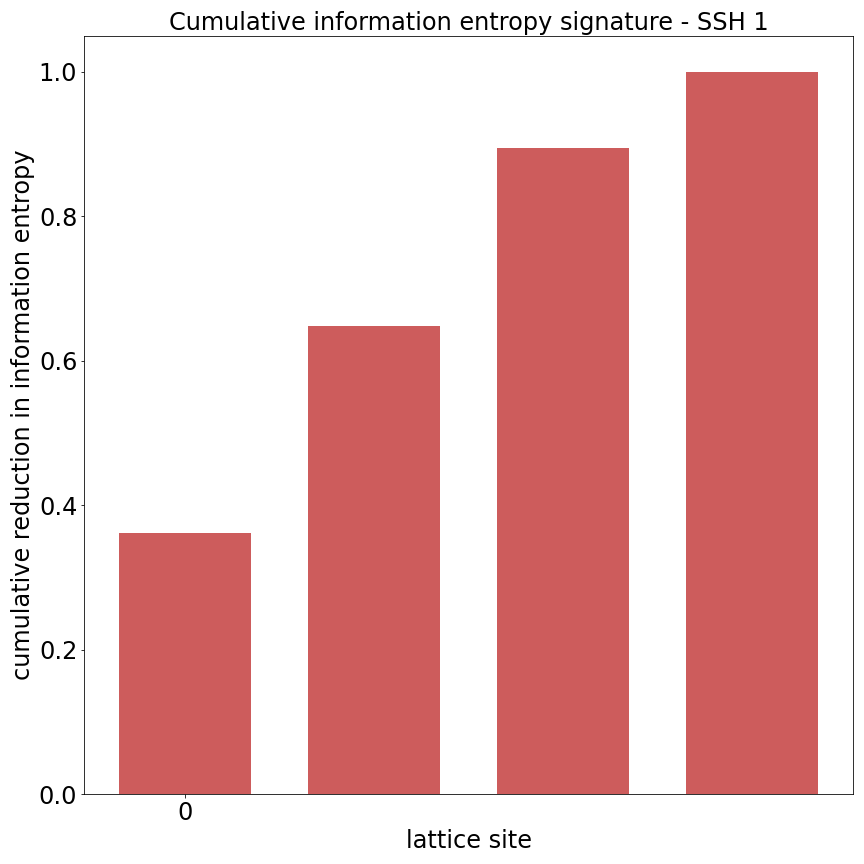 Cumulative information entropy signature - SSH 1
cumulative reduction in information entropy
1.0
0.8
0.6
0.4
0.2
0.0
0
lattice site